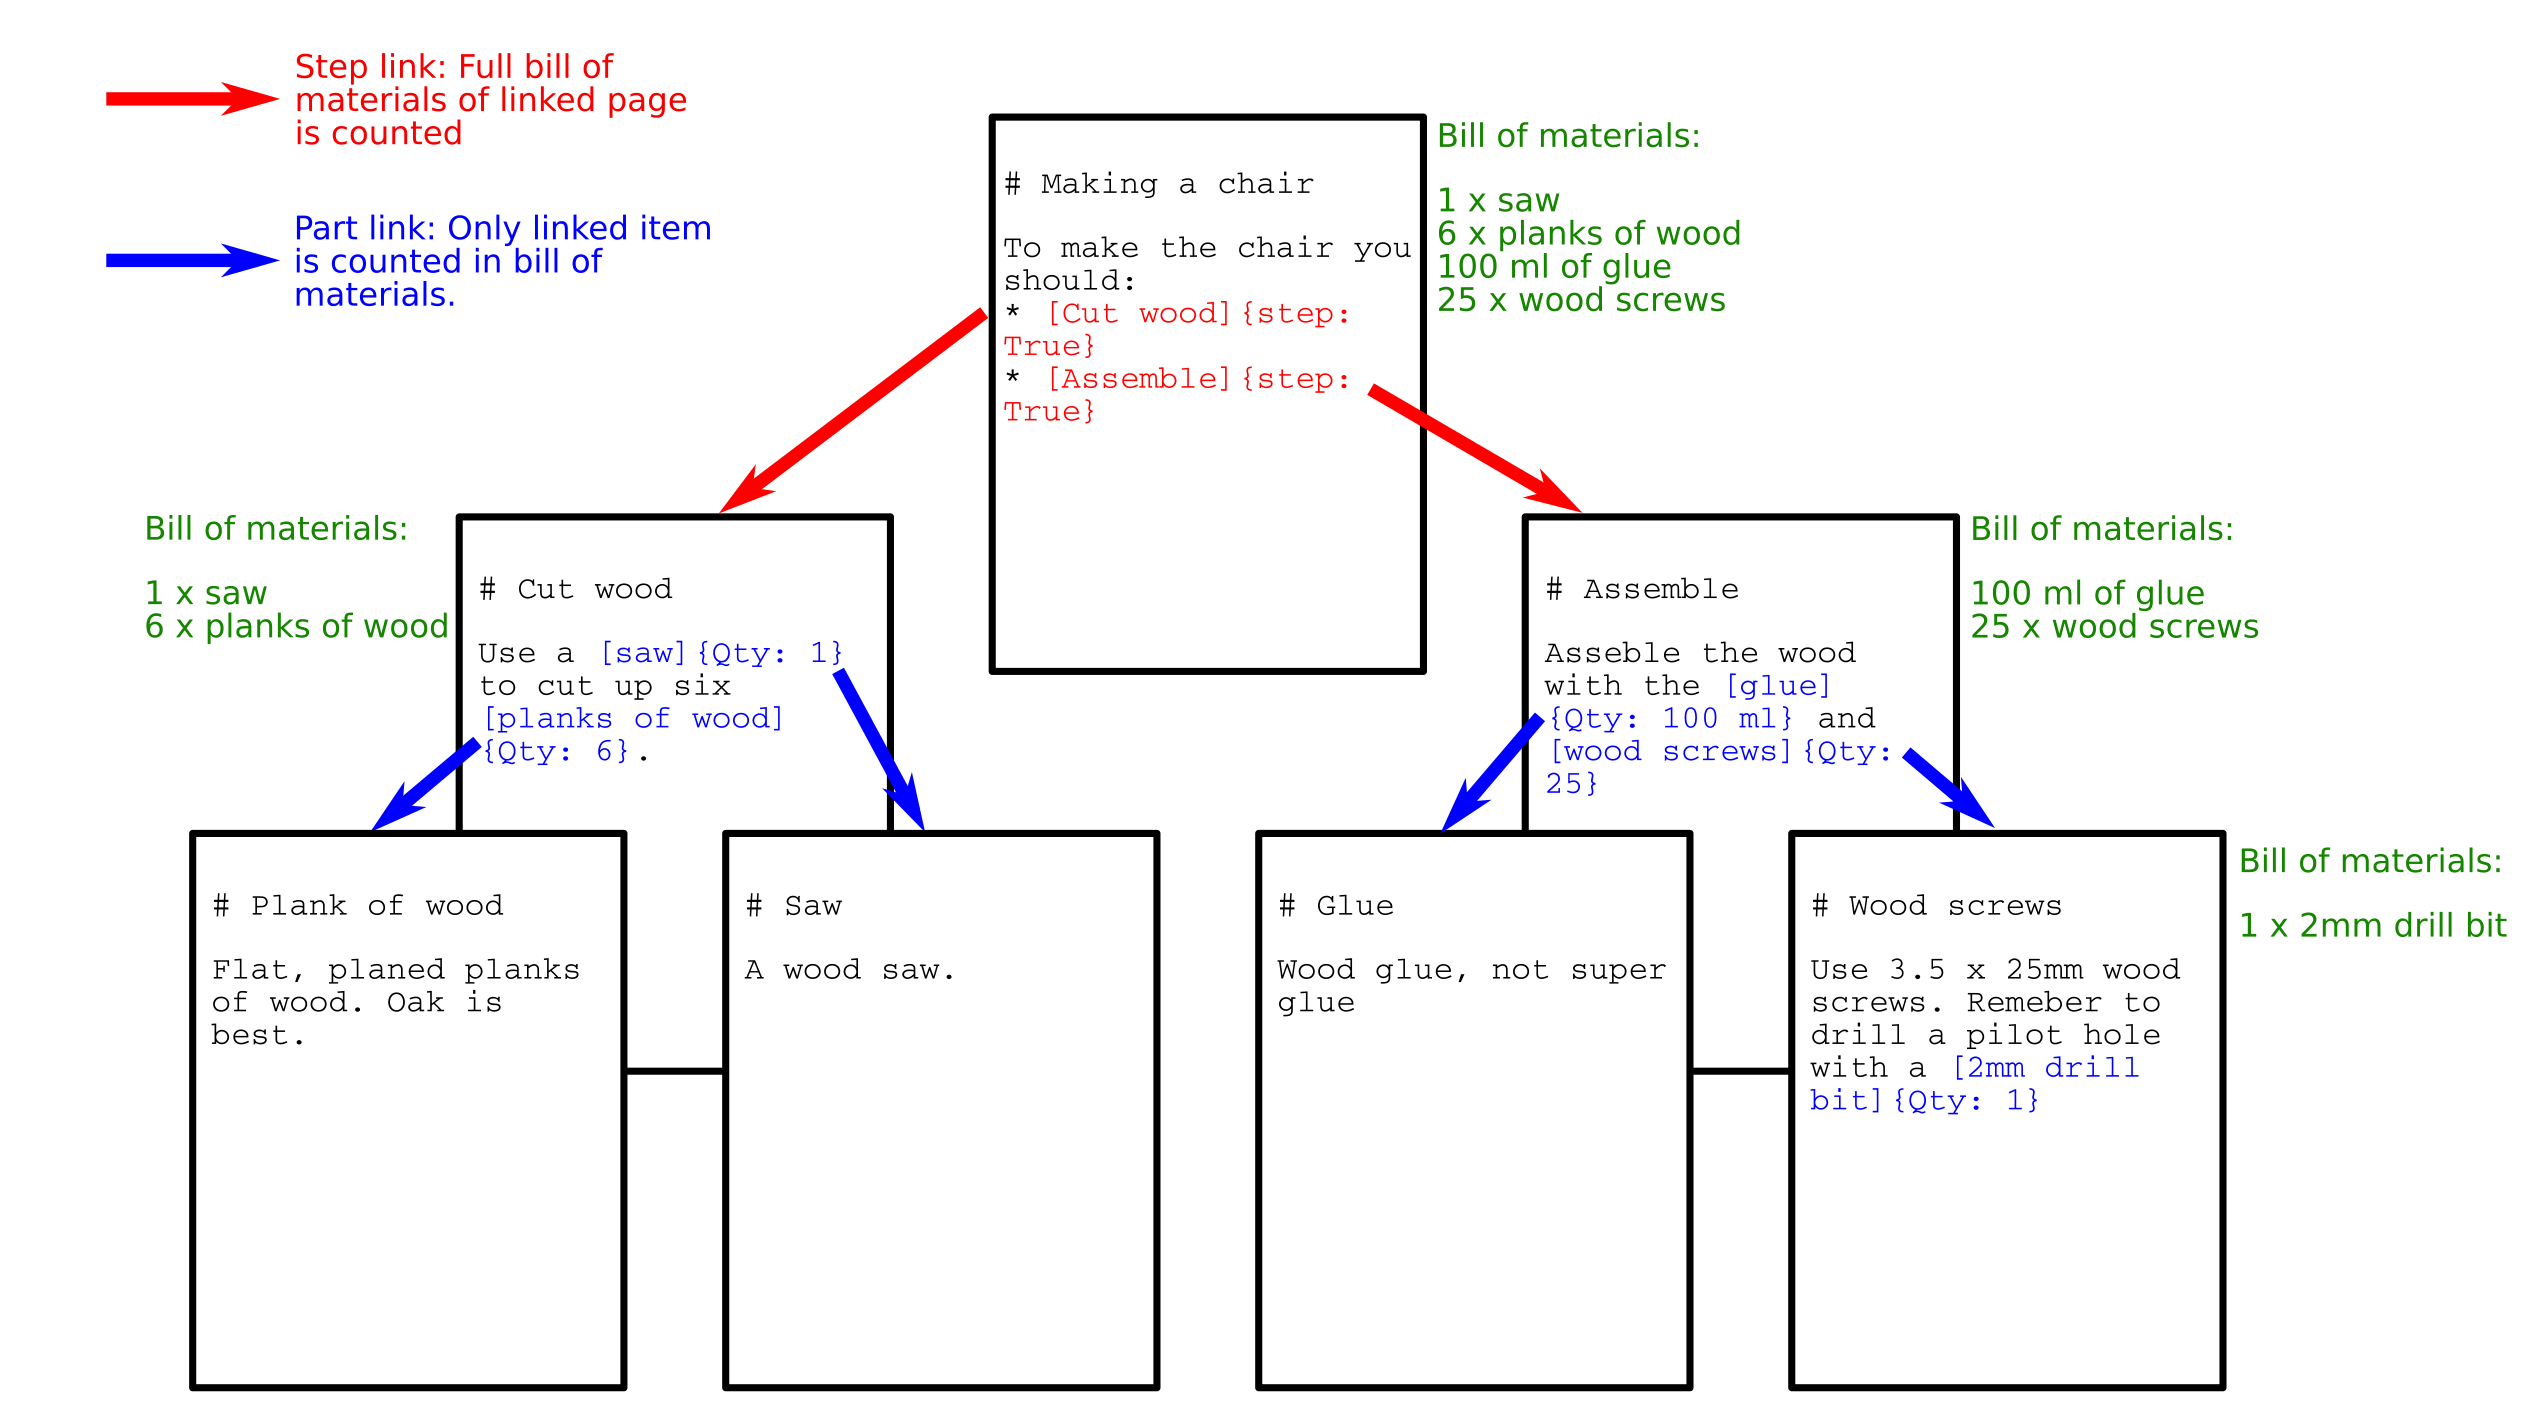 Step link: Full bill of
materials of linked page
is counted
Part link: Only linked item
is counted in bill of
materials.
# Making a chair
To make the chair you
should:
* [Cut wood]{step:
True}
* [Assemble]{step:
True}
Bill of materials:
1 x saw
6 x planks of wood
100 ml of glue
25 x wood screws
Bill of materials:
1 x saw
6 x planks of wood
# Cut wood
Use a [saw]{Qty: 1}
to cut up six
[planks of wood]
{Qty: 6}.
# Assemble
Asseble the wood
with the [glue]
{Qty: 100 ml} and
[wood screws]{Qty:
25}
Bill of materials:
100 ml of glue
25 x wood screws
# Plank of wood
Flat, planed planks
of wood. Oak is
best.
# Saw
A wood saw.
# Glue
Wood glue, not super
glue
# Wood screws
Use 3.5 x 25mm wood
screws. Remeber to
drill a pilot hole
with a [2mm drill
bit]{Qty: 1}
Bill of materials:
1 x 2mm drill bit